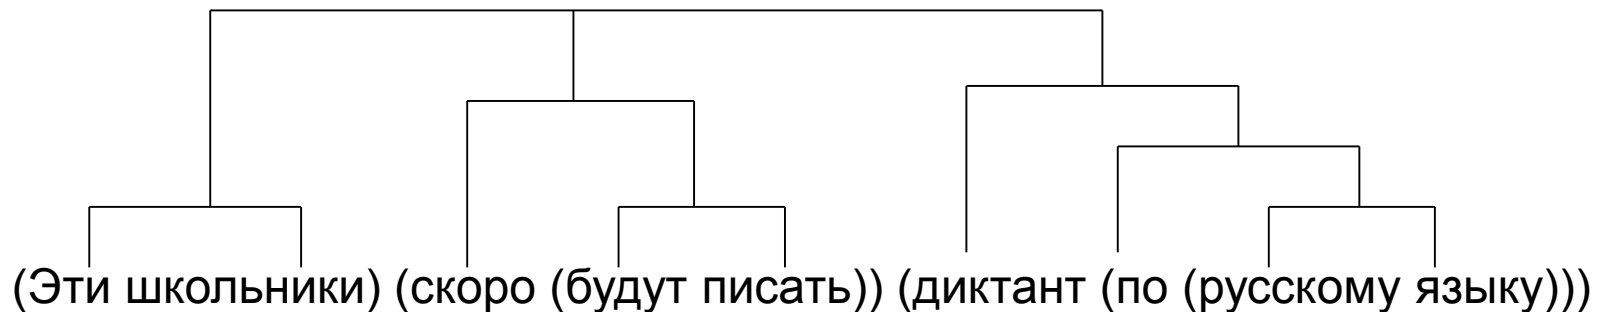 (Эти школьники) (скоро (будут писать)) (диктант (по (русскому языку)))